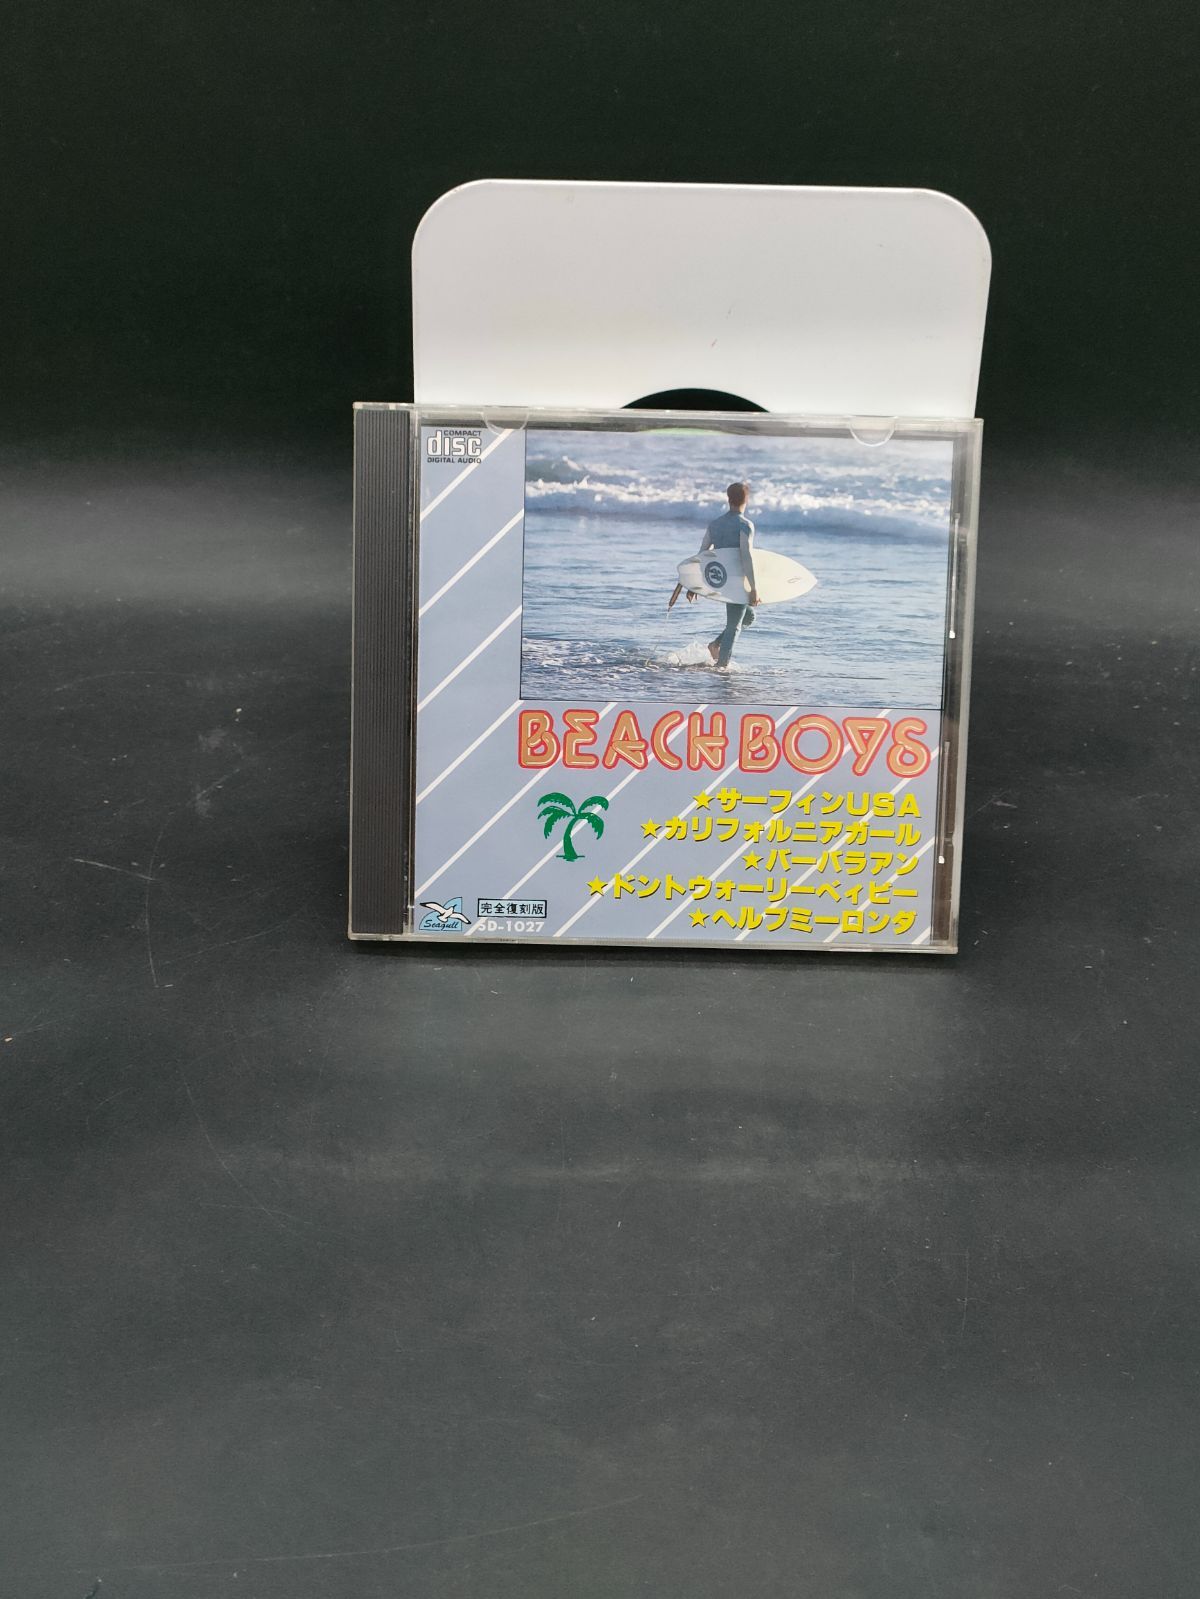 COMPACT
disc
DIGITAL AUDIO
BEACH BOYS
★サーフィンUSA
★カリフォルニアガール
★バーバラアン
★ドントウォーリーベィビー
★ヘルプミーロンダ
Seagull
完全復刻版
SD-1027